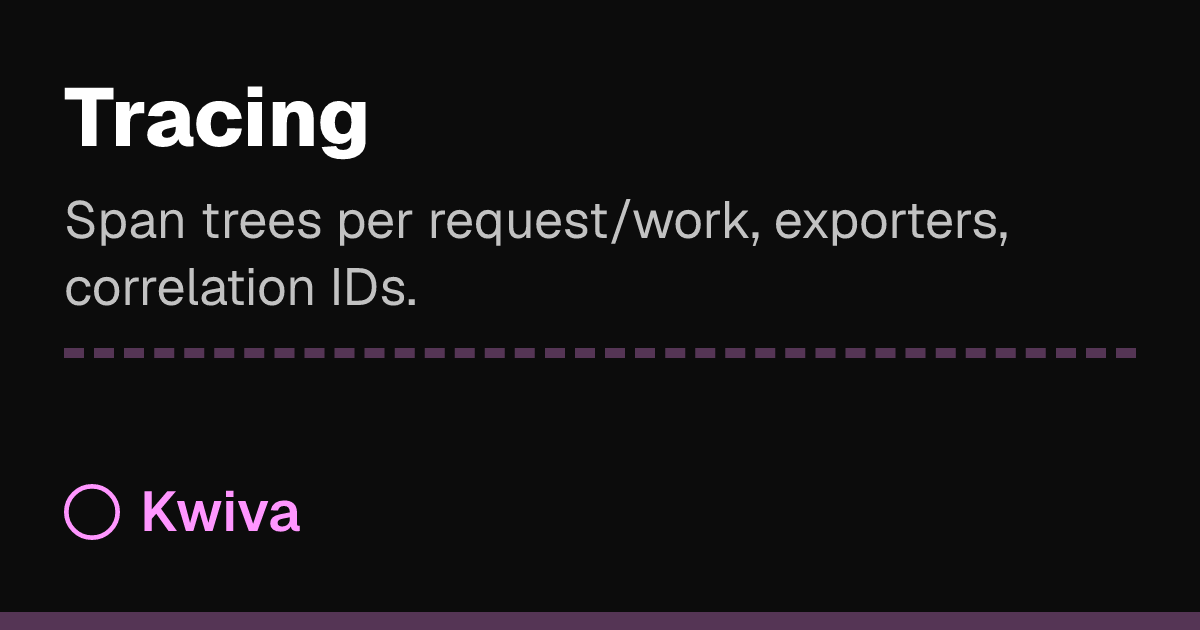 Tracing
Span trees per request/work, exporters,
correlation IDs.
Kwiva